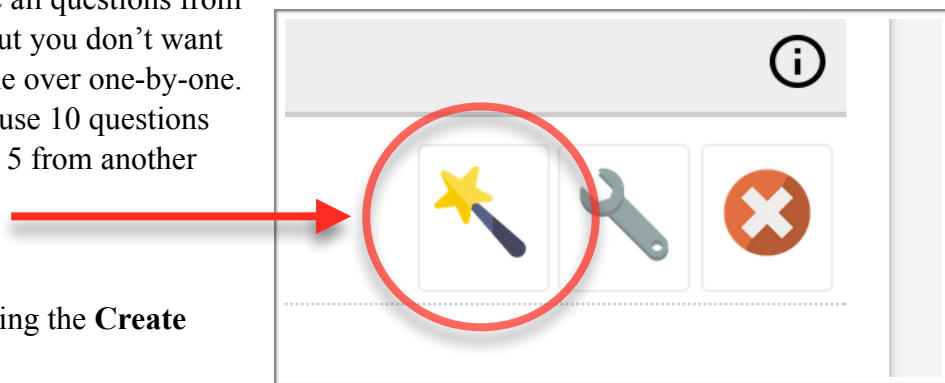 e all questions from
ut you don’t want
e over one-by-one.
use 10 questions
5 from another
ing the Create